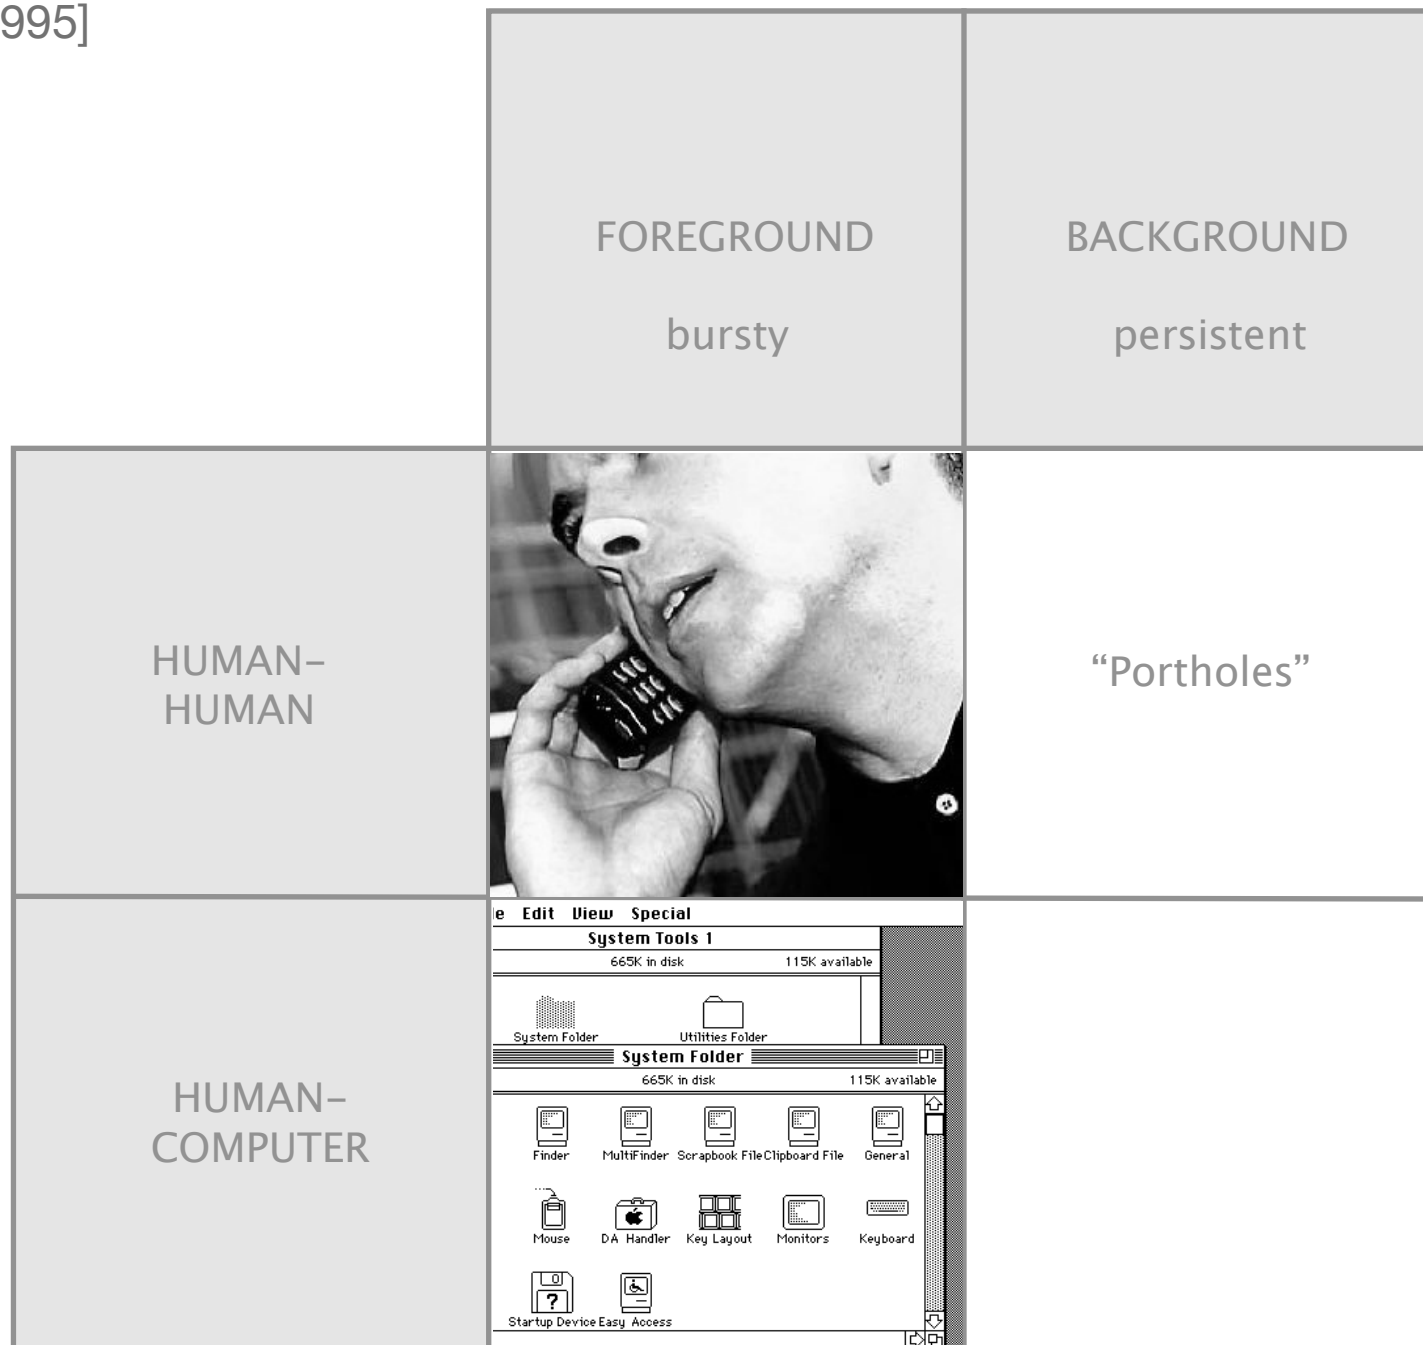 995]
FOREGROUND
bursty
BACKGROUND
persistent
HUMAN–
HUMAN
“Portholes”
HUMAN–
COMPUTER
e Edit View Special
System Tools 1
665K in disk 115K available
System Folder Utilities Folder
System Folder
665K in disk 115K available
Finder MultiFinder Scrapbook File Clipboard File General
Mouse DA Handler Key Layout Monitors Keyboard
Startup Device Easy Access